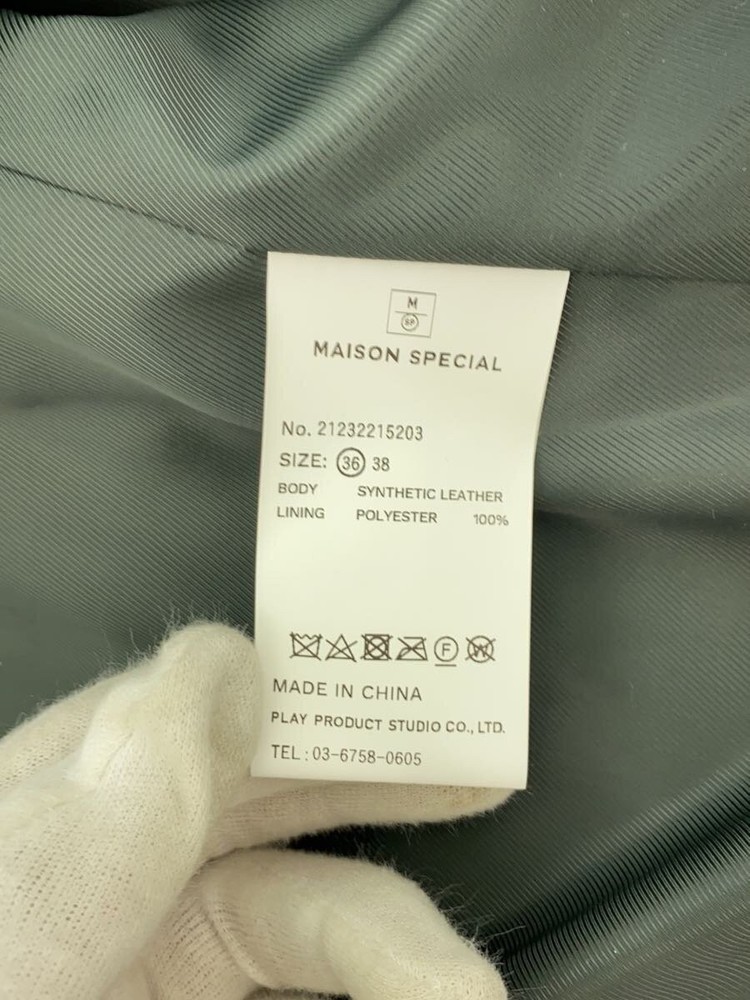 M
SP
MAISON SPECIAL
No. 21232215203
SIZE: 36 38
BODY SYNTHETIC LEATHER
LINING POLYESTER 100%
F W
MADE IN CHINA
PLAY PRODUCT STUDIO CO., LTD.
TEL : 03-6758-0605